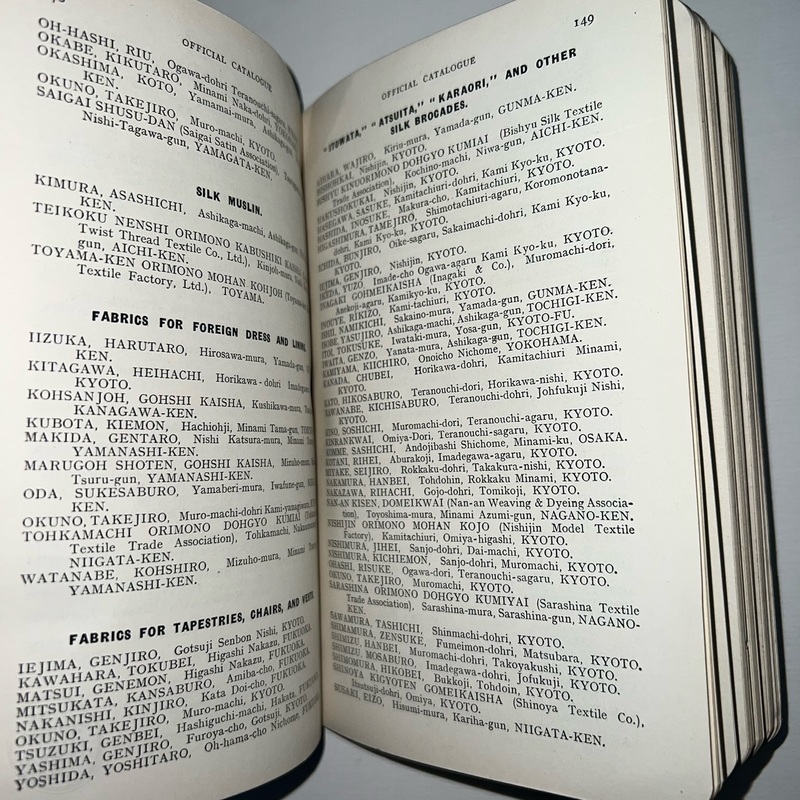 OFFICIAL CATALOGUE
OH-HASHI, RIU, Ogawa-dohri Teranouchi-sagaru,
OKABE, KIKUTARO, Minami Naka-dohri,
OKASHIMA, KOTO, Yamamai-mura, Ashikaga-gun,
KEN.
OKUNO, TAKEJIRO, Muro-machi, KYOTO.
SAIGAI SHUSU-DAN (Saigai Satin Association),
Nishi-Tagawa-gun, YAMAGATA-KEN.
SILK MUSLIN.
KIMURA, ASASHICHI, Ashikaga-machi, Ashikaga-gun,
KEN.
TEIKOKU NENSHI ORIMONO KABUSHIKI
Twist Thread Textile Co., Ltd.), Kinjoh-mura,
gun, AICHI-KEN.
TOYAMA-KEN ORIMONO MOHAN KOHJOH (Toyama-
Textile Factory, Ltd.), TOYAMA.
FABRICS FOR FOREIGN DRESS AND LINING.
IIZUKA, HARUTARO, Hirosawa-mura, Yamada-gun,
KEN.
KITAGAWA, HEIHACHI, Horikawa-dohri
KYOTO.
KOHSANJOH, GOHSHI KAISHA, Kushikawa-mura,
KANAGAWA-KEN.
KUBOTA, KIEMON, Hachiohji, Minami Tama-gun,
MAKIDA, GENTARO, Nishi Katsura-mura, Minami
YAMANASHI-KEN.
MARUGOH SHOTEN, GOHSHI KAISHA, Mizuho-mura,
Tsuru-gun, YAMANASHI-KEN.
ODA, SUKESABURO, Yamaberi-mura, Iwafune-gun,
KEN.
OKUNO, TAKEJIRO, Muro-machi-dohri Kami-yanagawa,
TOHKAMACHI ORIMONO DOHGYO KUMIAI
Textile Trade Association), Tohkamachi,
NIIGATA-KEN.
WATANABE, KOHSHIRO, Mizuho-mura, Minami
YAMANASHI-KEN.
FABRICS FOR TAPESTRIES, CHAIRS, AND VESTS.
IEJIMA, GENJIRO, Gotsuji Senbon Nishi, KYOTO.
KAWAHARA, TOKUBEI, Higashi Nakazu, FUKUOKA.
MATSUI, GENEMON, Higashi Nakazu, FUKUOKA.
MITSUKATA, KANSABURO, Amiba-cho, FUKUOKA.
NAKANISHI, KINJIRO, Kata Doi-cho, FUKUOKA.
OKUNO, TAKEJIRO, Muro-machi, KYOTO.
TSUZUKI, GENBEI, Hashiguchi-machi, Hakata, FUKUOKA.
YASHIMA, GENJIRO, Furoya-cho, Gotsuji, KYOTO.
YOSHIDA, YOSHITARO, Oh-hama-cho Nichome, FUKUOKA.
149
OFFICIAL CATALOGUE
"ITOWATA," "ATSUITA," "KARAORI," AND OTHER
SILK BROCADES.
AIHARA, WAJIRO, Kiriu-mura, Yamada-gun, GUNMA-KEN.
Nishijin, KYOTO.
BISHYU KINUORIMONO DOHGYO KUMIAI (Bishyu Silk Textile
Trade Association), Kochino-machi, Niwa-gun, AICHI-KEN.
Nishijin, KYOTO.
HASEGAWA, SASUKE, Kamitachiuri-dohri, Kami Kyo-ku, KYOTO.
HASHIDA, INOSUKE, Makura-cho, Kamitachiuri, KYOTO.
HIGASHIMURA, TAMEJIRO, Shimotachiuri-agaru, Koromonotana-
dohri, Kami Kyo-ku, KYOTO.
ICHIDA, BUNJIRO, Oike-sagaru, Sakaimachi-dohri, Kami Kyo-ku,
KYOTO.
IEJIMA, GENJIRO, Nishijin, KYOTO.
IKEDA, YUZO, Imade-cho Ogawa-agaru Kami Kyo-ku, KYOTO.
INAGAKI GOHMEIKAISHA (Inagaki & Co.), Muromachi-dori,
Anekoji-agaru, Kamikyo-ku, KYOTO.
INOUYE, RIKIZO, Kami-tachiuri, KYOTO.
ISHII, NAMIKICHI, Sakaino-mura, Yamada-gun, GUNMA-KEN.
YASUJIRO, Ashikaga-machi, Ashikaga-gun, TOCHIGI-KEN.
ITOI, TOKUSUKE, Iwataki-mura, Yosa-gun, KYOTO-FU.
IWAITA, GENZO, Yanata-mura, Ashikaga-gun, TOCHIGI-KEN.
KAMIYAMA, KIICHIRO, Onoicho Nichome, YOKOHAMA.
KANADA, CHUBEI, Horikawa-dohri, Kamitachiuri Minami,
KYOTO.
KATO, HIKOSABURO, Teranouchi-dori, Horikawa-nishi, KYOTO.
KAWANABE, KICHISABURO, Teranouchi-dohri, Johfukuji Nishi,
KYOTO.
KINO, SOSHICHI, Muromachi-dori, Teranouchi-agaru, KYOTO.
KINRANKWAI, Omiya-Dori, Teranouchi-sagaru, KYOTO.
KOMME, SASHICHI, Andojibashi Shichome, Minami-ku, OSAKA.
KOTANI, RIHEI, Aburakoji, Imadegawa-agaru, KYOTO.
MIYAKE, SEIJIRO, Rokkaku-dohri, Takakura-nishi, KYOTO.
NAKAMURA, HANBEI, Tohdohin, Rokkaku Minami, KYOTO.
NAKAZAWA, RIHACHI, Gojo-dohri, Tomikoji, KYOTO.
NAN-AN KISEN, DOMEIKWAI (Nan-an Weaving & Dyeing Associa-
tion), Toyoshima-mura, Minami Azumi-gun, NAGANO-KEN.
NISHIJIN ORIMONO MOHAN KOJO (Nishijin Model Textile
Factory), Kamitachiuri, Omiya-higashi, KYOTO.
NISHIMURA, JIHEI, Sanjo-dohri, Dai-machi, KYOTO.
NISHIMURA, KICHIEMON, Sanjo-dohri, Muromachi, KYOTO.
OHASHI, RISUKE, Ogawa-dori, Teranouchi-sagaru, KYOTO.
OKUNO, TAKEJIRO, Muromachi, KYOTO.
SARASHINA ORIMONO DOHGYO KUMIYAI (Sarashina Textile
Trade Association), Sarashina-mura, Sarashina-gun, NAGANO-
KEN.
SAWAMURA, TASHICHI, Shinmachi-dohri, KYOTO.
SHIMAMURA, ZENSUKE, Fumeimon-dohri, Matsubara, KYOTO.
SHIMIZU, HANBEI, Muromachi-dohri, Takoyakushi, KYOTO.
SHIMIZU, MOSABURO, Imadegawa-dohri, Jofukuji, KYOTO.
SHIMOMURA, HIKOBEI, Bukkoji, Tohdoin, KYOTO.
SHINOYA KIGYOTEN GOMEIKAISHA (Shinoya Textile Co.),
Itsutsuji-dohri, Omiya, KYOTO.
SUSAKI, EIZO, Hisumi-mura, Kariha-gun, NIIGATA-KEN.